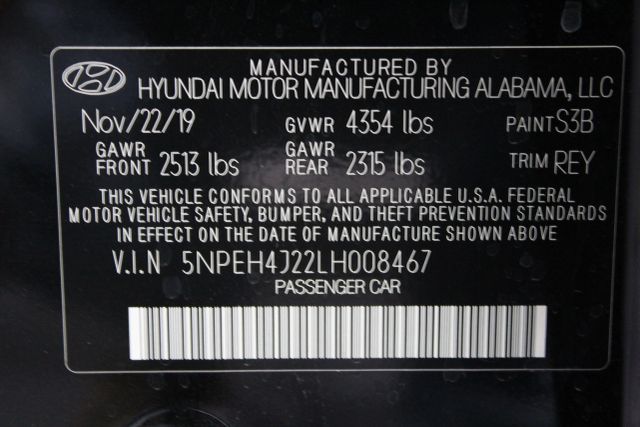 MANUFACTURED BY
HYUNDAI MOTOR MANUFACTURING ALABAMA, LLC
Nov/22/19 GVWR 4354 lbs PAINT S3B
GAWR FRONT 2513 lbs GAWR REAR 2315 lbs TRIM REY
THIS VEHICLE CONFORMS TO ALL APPLICABLE U.S.A. FEDERAL
MOTOR VEHICLE SAFETY, BUMPER, AND THEFT PREVENTION STANDARDS
IN EFFECT ON THE DATE OF MANUFACTURE SHOWN ABOVE
V.I.N 5NPEH4J22LH008467
PASSENGER CAR